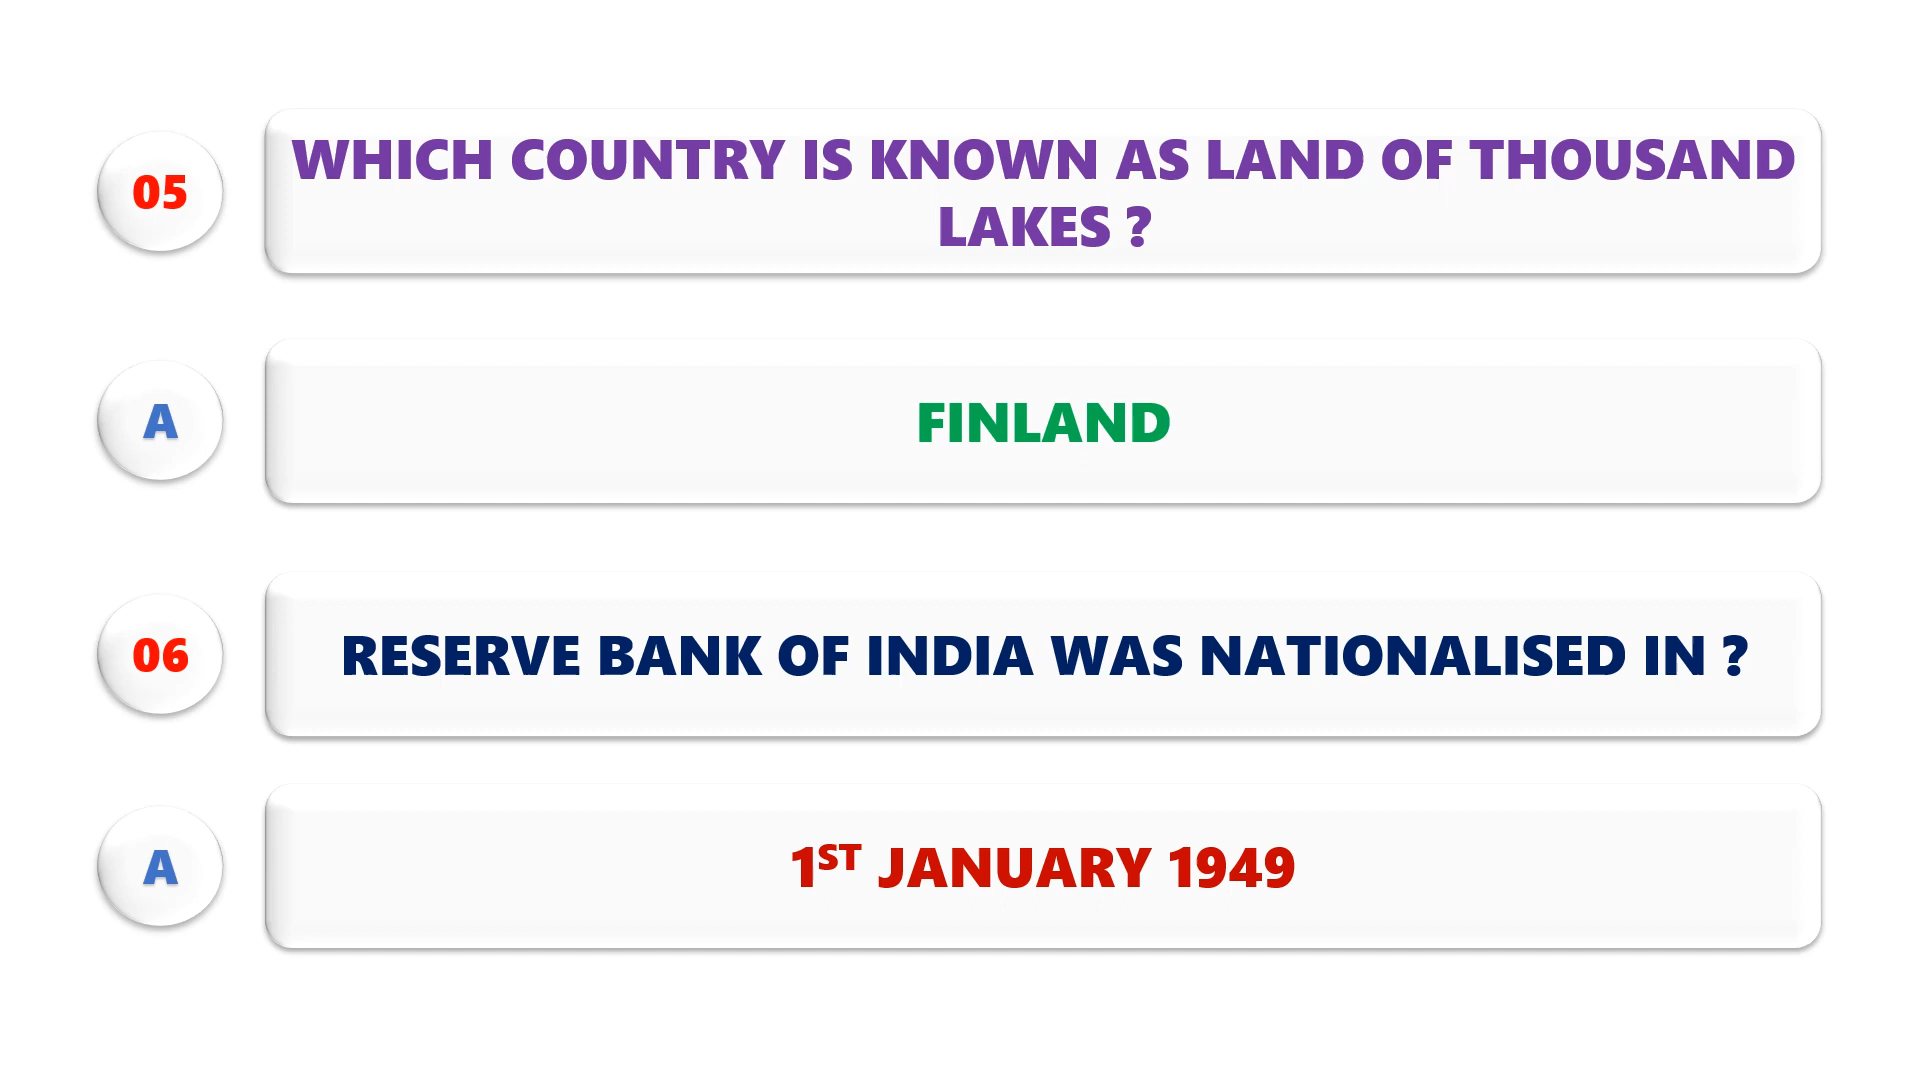 05
WHICH COUNTRY IS KNOWN AS LAND OF THOUSAND
LAKES ?
A
FINLAND
06
RESERVE BANK OF INDIA WAS NATIONALISED IN ?
A
1ST JANUARY 1949